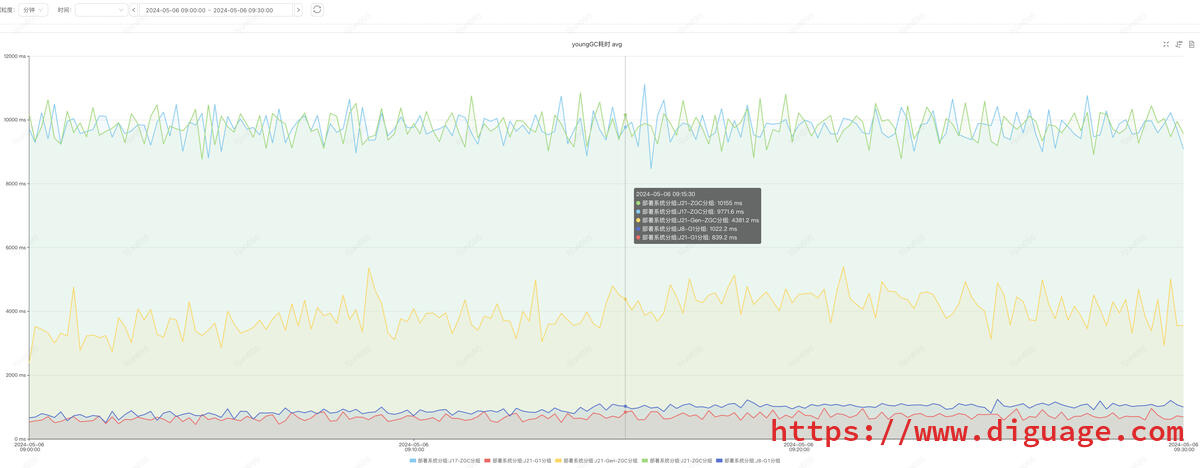 粒度: 分钟 时间: 2024-05-06 09:00:00 ~ 2024-05-06 09:30:00
youngGC耗时 avg
12000 ms
10000 ms
8000 ms
6000 ms
4000 ms
2000 ms
0 ms
2024-05-06 09:15:30
部署系统分组:J21-ZGC分组: 10155 ms
部署系统分组:J17-ZGC分组: 9771.6 ms
部署系统分组:J21-Gen-ZGC分组: 4381.2 ms
部署系统分组:J8-G1分组: 1022.2 ms
部署系统分组:J21-G1分组: 839.2 ms
https://www.diguage.com
2024-05-06
09:00:00
2024-05-06
09:10:00
2024-05-06
09:20:00
2024-05-06
09:30:00
部署系统分组:J17-ZGC分组 部署系统分组:J21-G1分组 部署系统分组:J21-Gen-ZGC分组 部署系统分组:J21-ZGC分组 部署系统分组:J8-G1分组